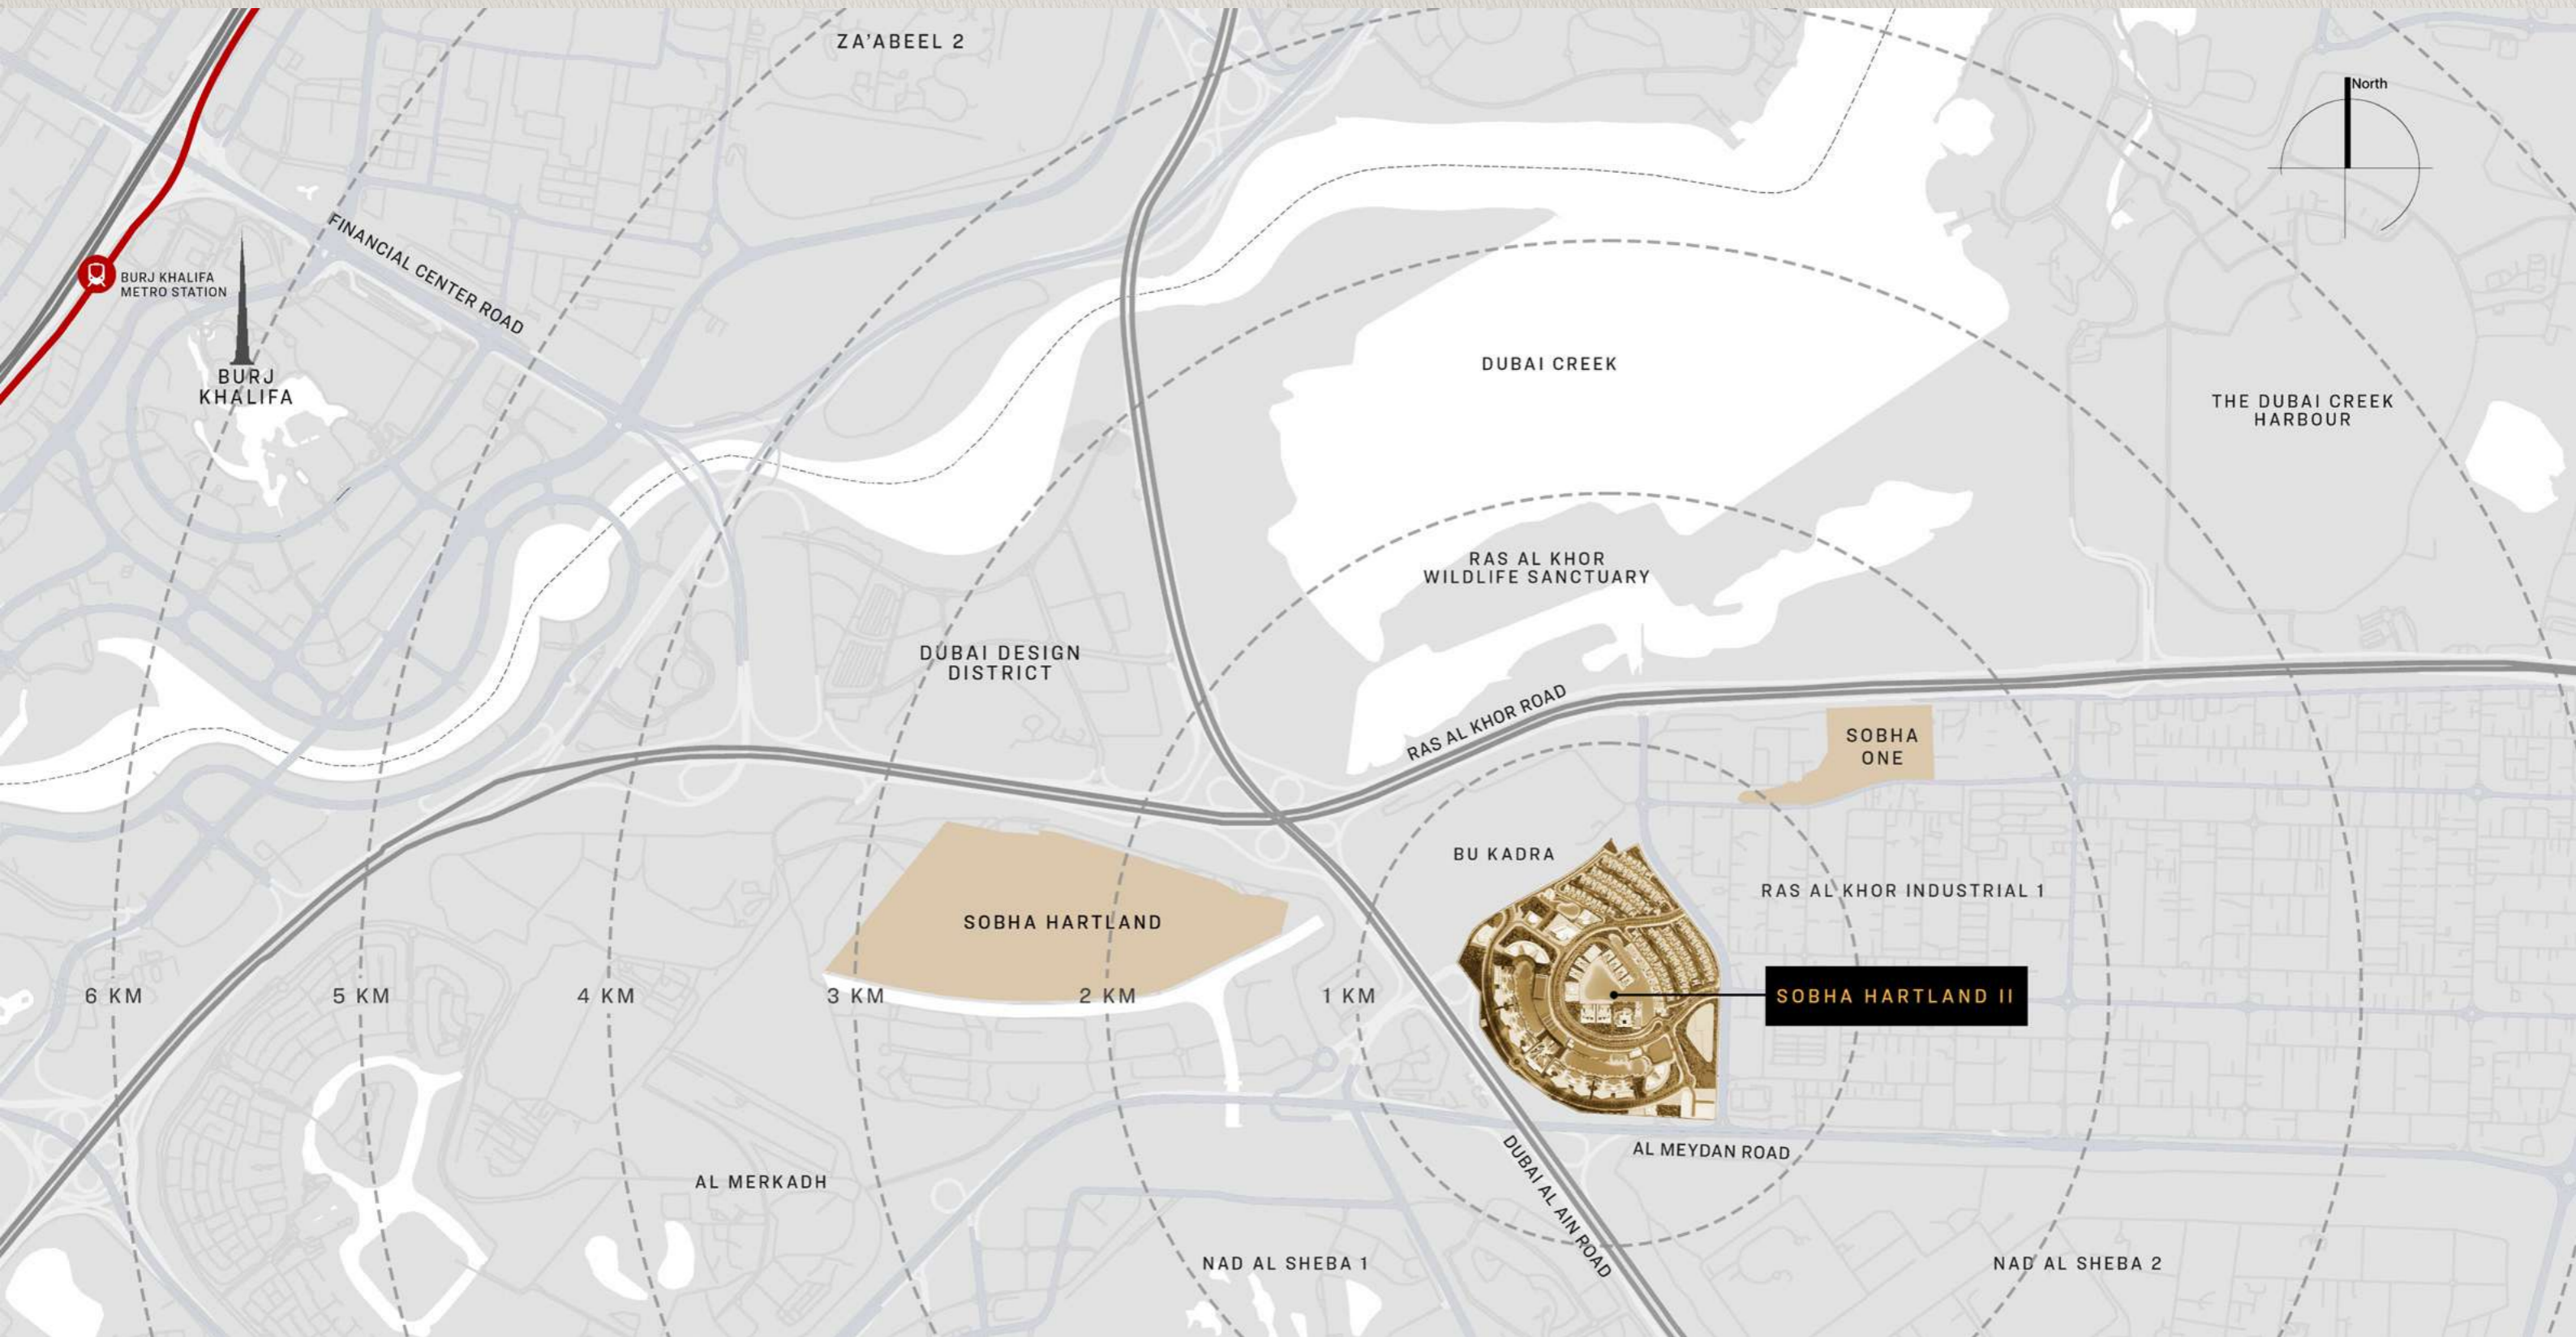 ZA'ABEEL 2
North
FINANCIAL CENTER ROAD
BURJ KHALIFA
METRO STATION
BURJ
KHALIFA
DUBAI CREEK
THE DUBAI CREEK
HARBOUR
RAS AL KHOR
WILDLIFE SANCTUARY
DUBAI DESIGN
DISTRICT
RAS AL KHOR ROAD
SOBHA
ONE
BU KADRA
RAS AL KHOR INDUSTRIAL 1
SOBHA HARTLAND
6 KM
5 KM
4 KM
3 KM
2 KM
1 KM
SOBHA HARTLAND II
AL MEYDAN ROAD
DUBAI AL AIN ROAD
AL MERKADH
NAD AL SHEBA 1
NAD AL SHEBA 2